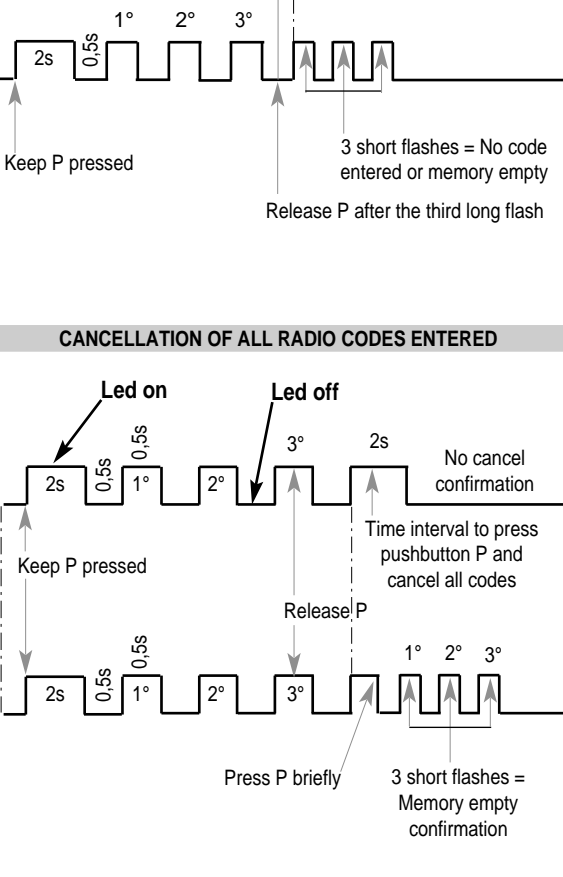 1° 2° 3°
2s 0,5s
Keep P pressed
3 short flashes = No code
entered or memory empty
Release P after the third long flash
CANCELLATION OF ALL RADIO CODES ENTERED
Led on Led off
0,5s 3° 2s
2s 0,5s 1° 2°
No cancel
confirmation
Keep P pressed
Time interval to press
pushbutton P and
cancel all codes
Release P
0,5s 1° 2° 3°
2s 0,5s 1° 2° 3°
Press P briefly
3 short flashes =
Memory empty
confirmation